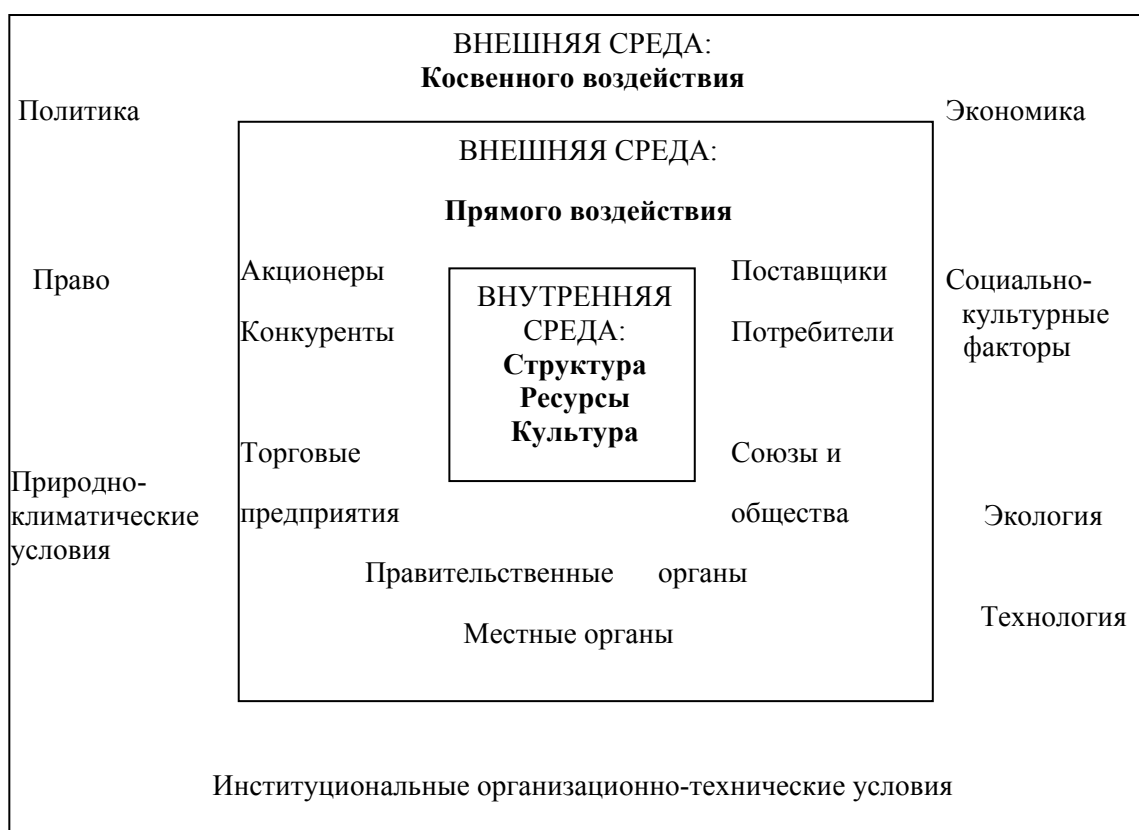 ВНЕШНЯЯ СРЕДА:
Косвенного воздействия
Политика
Экономика
ВНЕШНЯЯ СРЕДА:
Прямого воздействия
Право
Акционеры
Конкуренты
ВНУТРЕННЯЯ
СРЕДА:
Структура
Ресурсы
Культура
Поставщики
Потребители
Социально-
культурные
факторы
Природно-
климатические
условия
Торговые
предприятия
Союзы и
общества
Экология
Правительственные органы
Местные органы
Технология
Институциональные организационно-технические условия